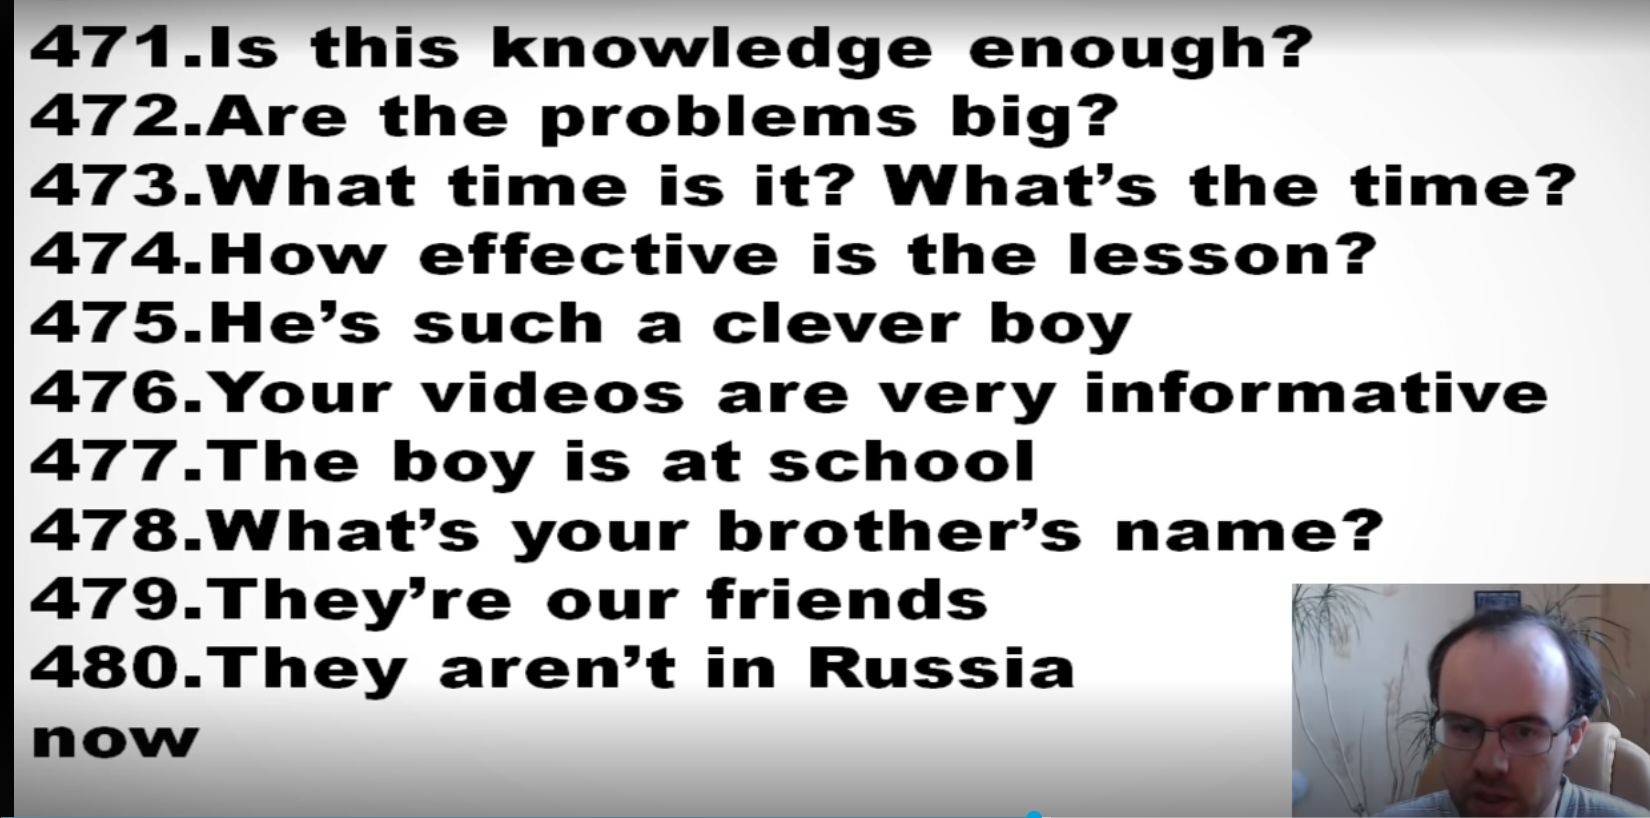 471.Is this knowledge enough?
472.Are the problems big?
473.What time is it? What’s the time?
474.How effective is the lesson?
475.He’s such a clever boy
476.Your videos are very informative
477.The boy is at school
478.What’s your brother’s name?
479.They’re our friends
480.They aren’t in Russia
now